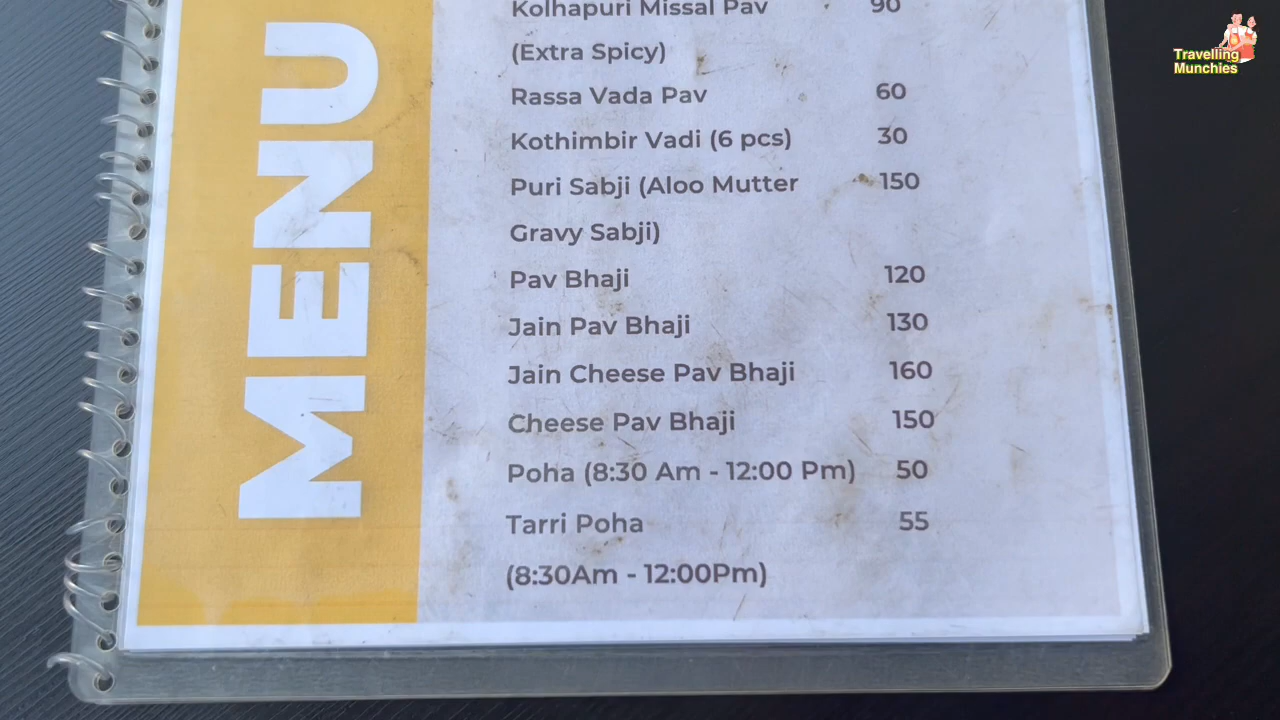 MENU
Kolhapuri Missal Pav 90
(Extra Spicy)
Rassa Vada Pav 60
Kothimbir Vadi (6 pcs) 30
Puri Sabji (Aloo Mutter 150
Gravy Sabji)
Pav Bhaji 120
Jain Pav Bhaji 130
Jain Cheese Pav Bhaji 160
Cheese Pav Bhaji 150
Poha (8:30 Am - 12:00 Pm) 50
Tarri Poha 55
(8:30Am - 12:00Pm)
Travelling
Munchies